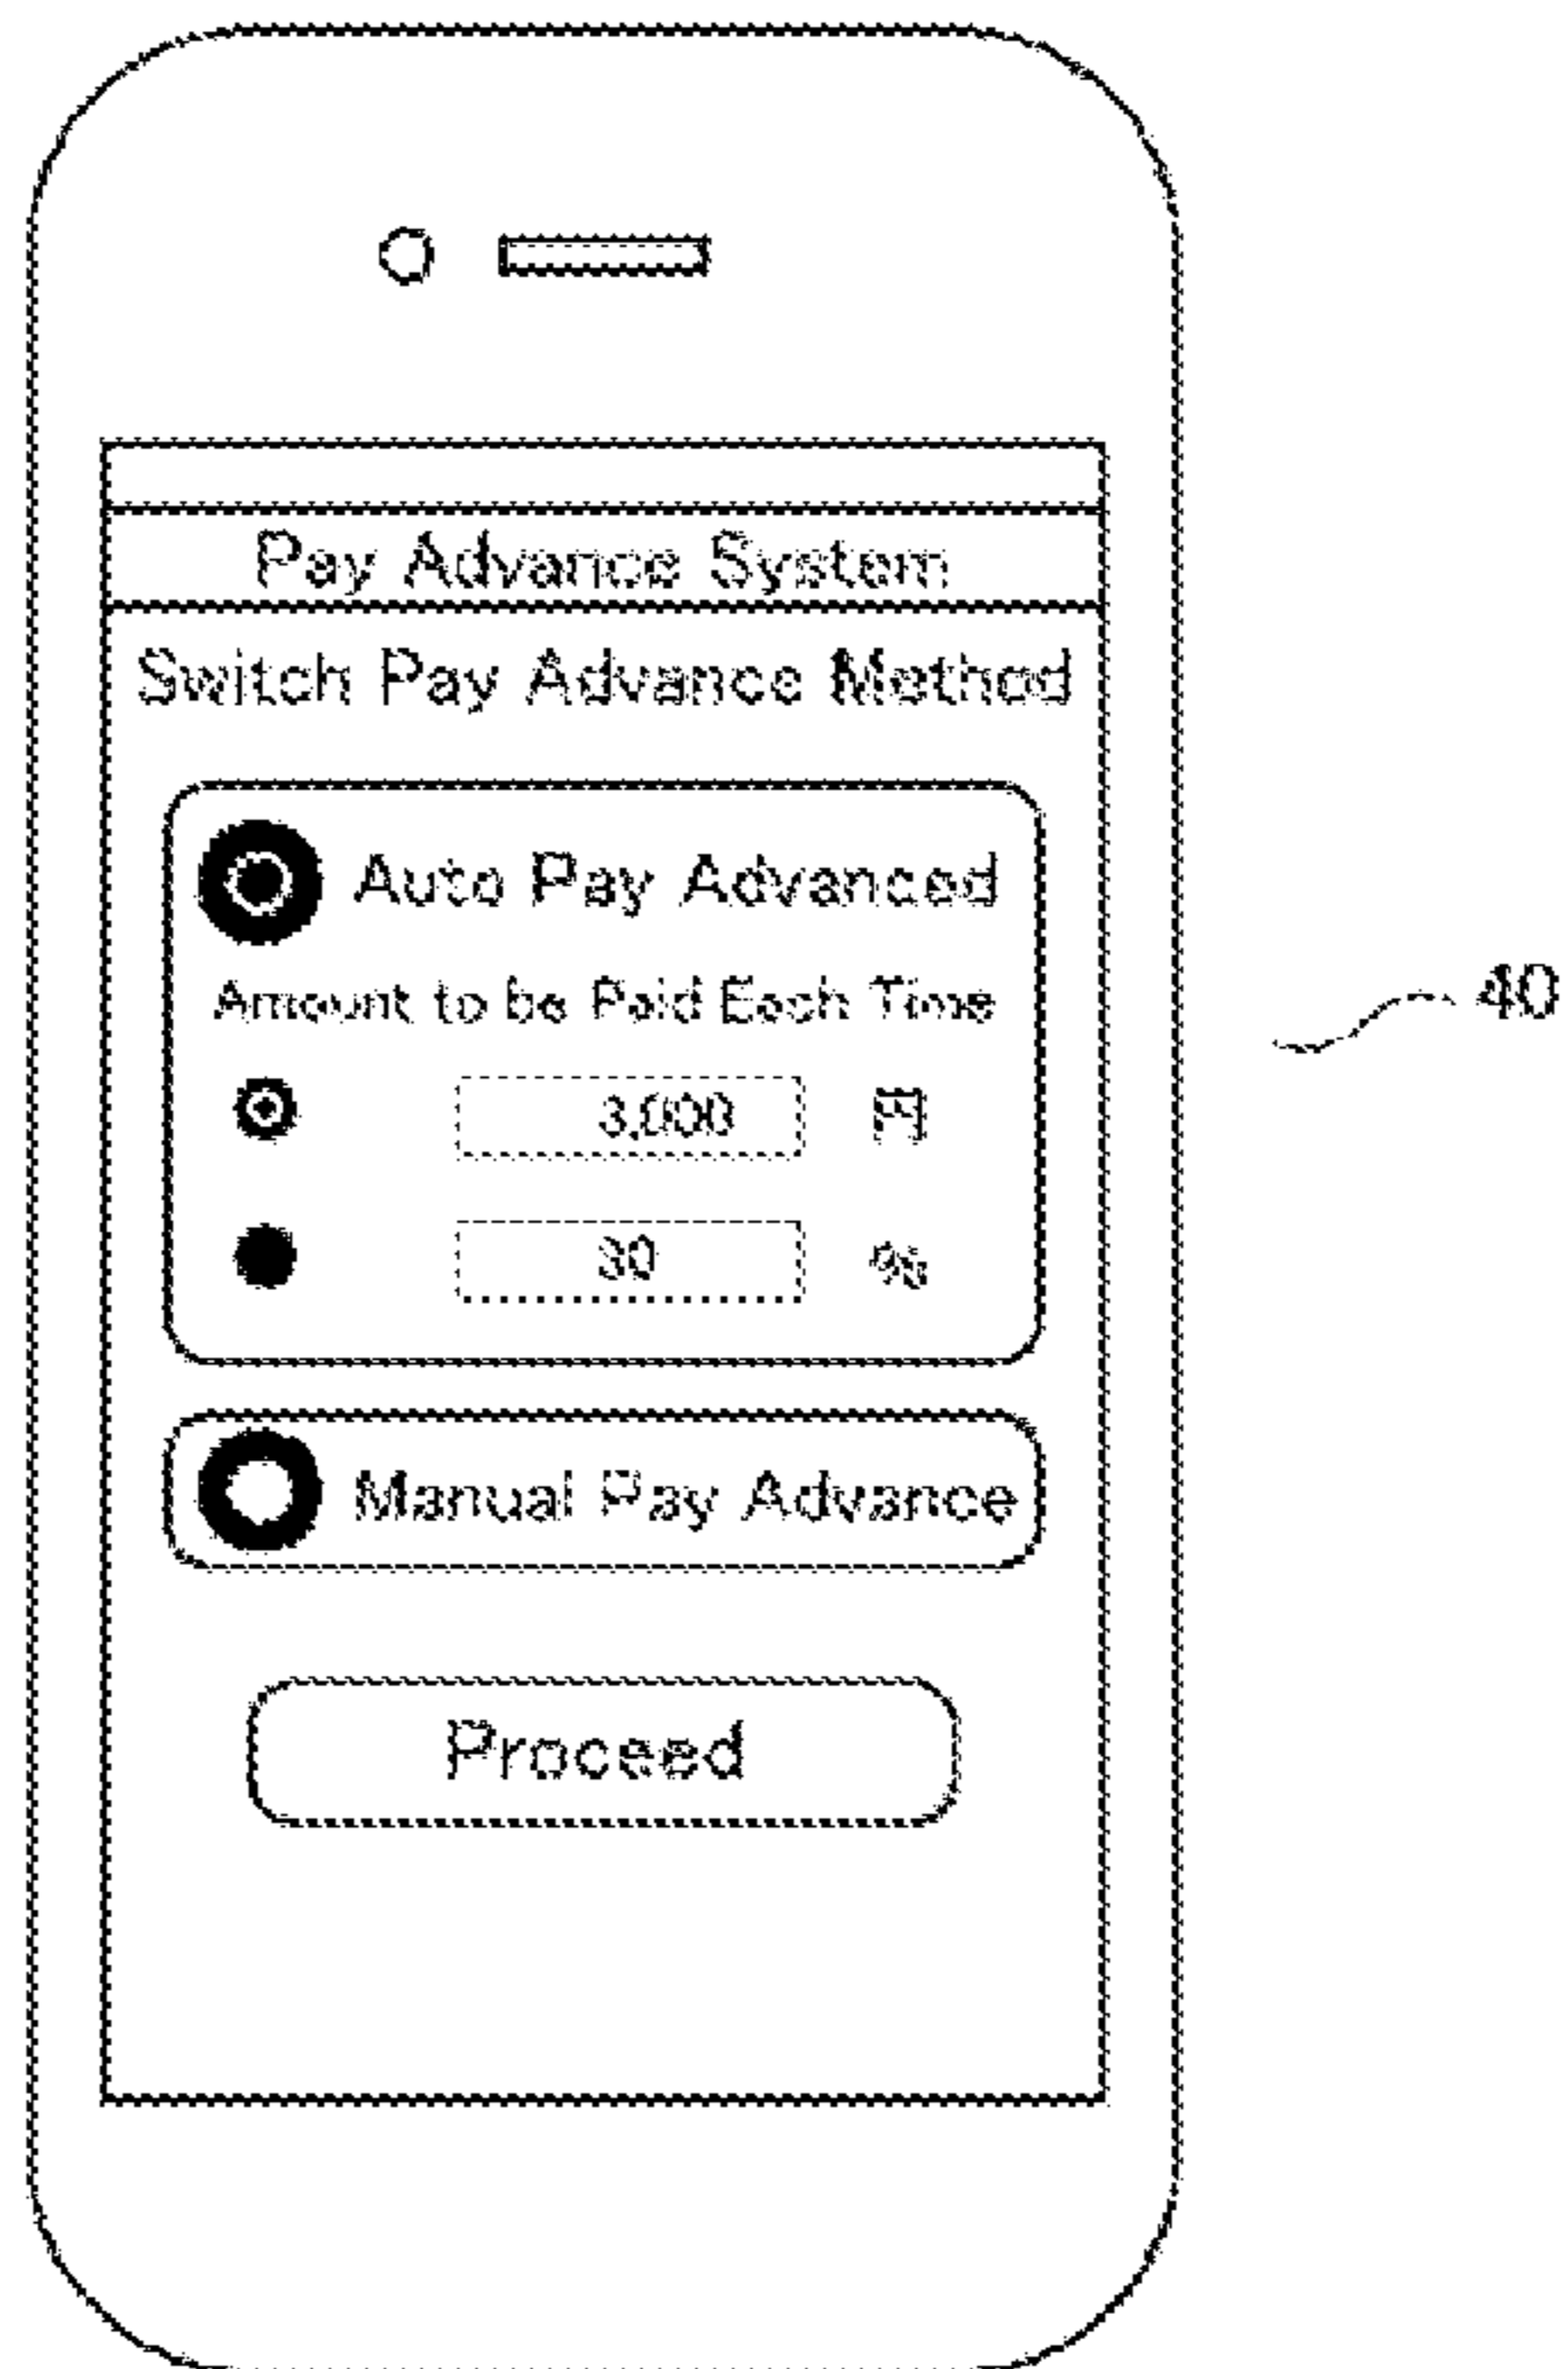 Pay Advance System
Switch Pay Advance Method
Auto Pay Advanced
Amount to be Paid Each Time
3,000 円
30 %
Manual Pay Advance
Proceed
40